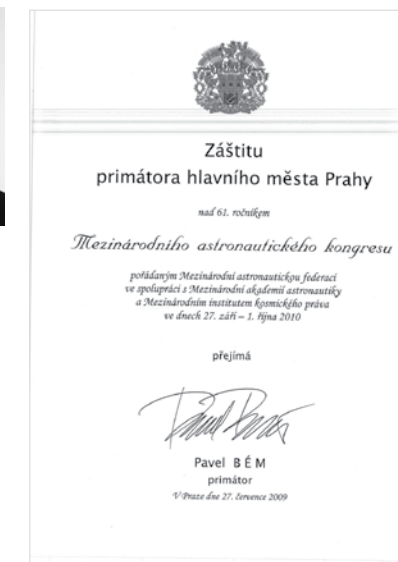 Záštitu
primátora hlavního města Prahy
nad 61. ročníkem
Mezinárodního astronautického kongresu
pořádaným Mezinárodní astronautickou federací
ve spolupráci s Mezinárodní akademií astronautiky
a Mezinárodním institutem kosmického práva
ve dnech 27. září – 1. října 2010
přejímá
Pavel B É M
primátor
V Praze dne 27. července 2009